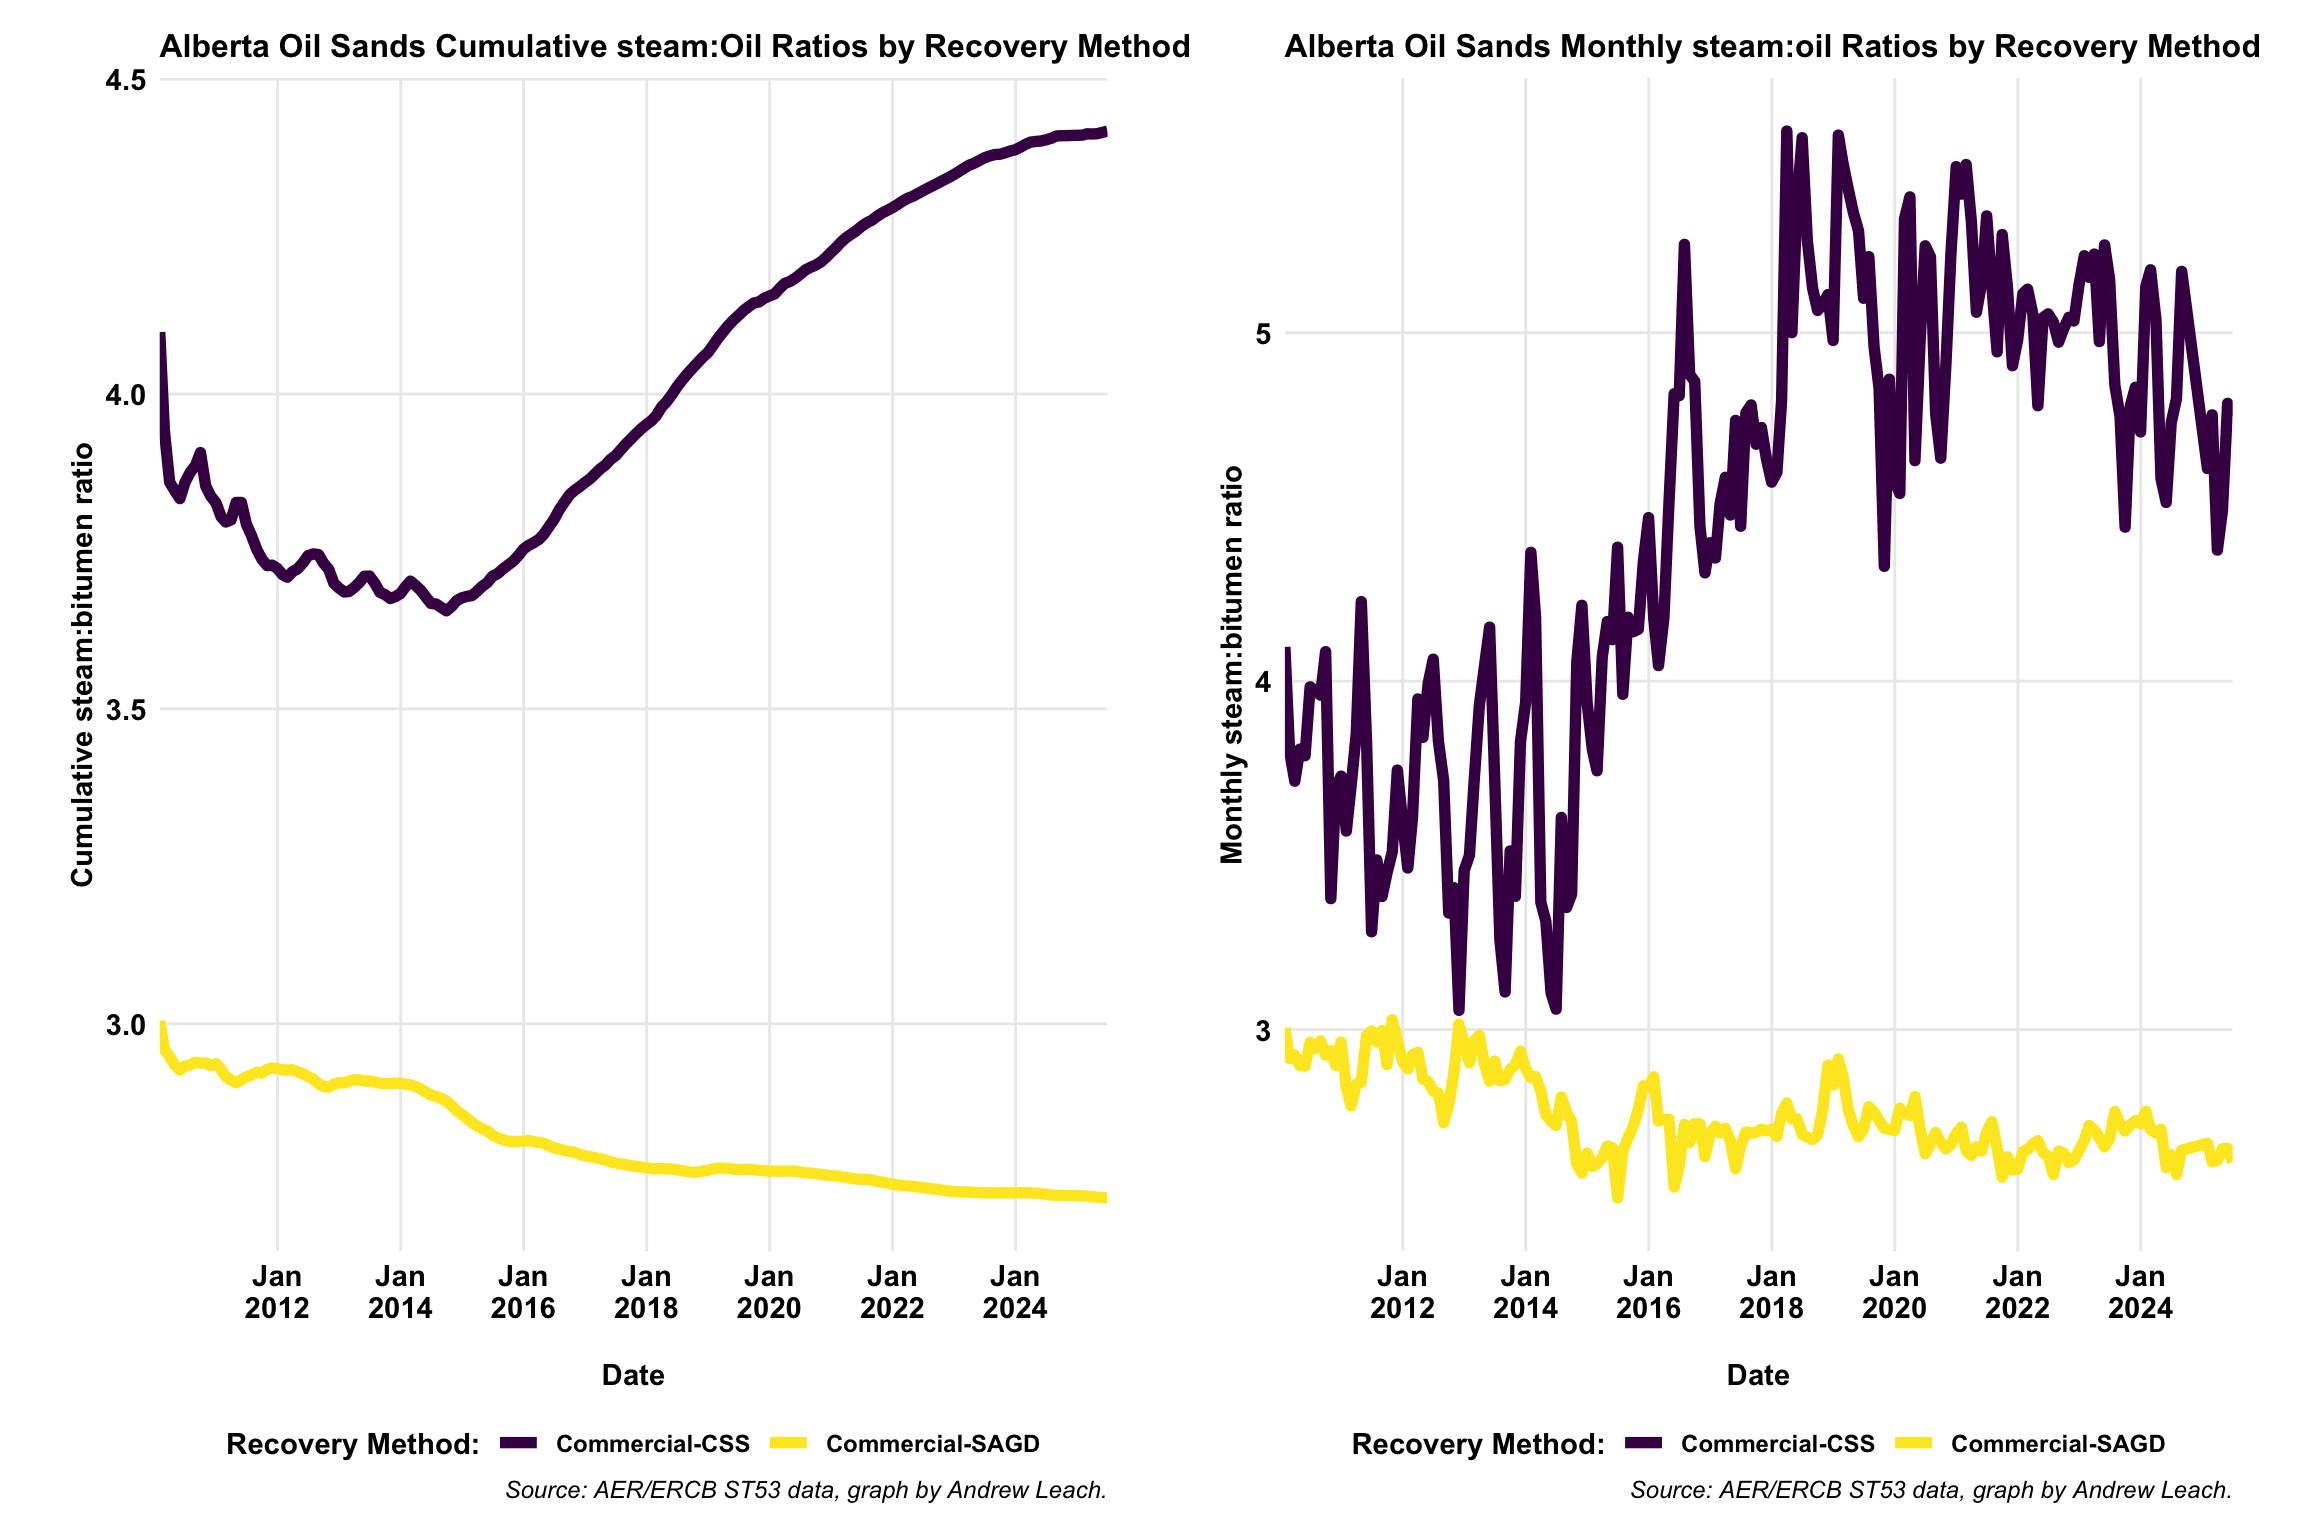 Alberta Oil Sands Cumulative steam:Oil Ratios by Recovery Method
4.5
4.0
3.5
3.0
Cumulative steam:bitumen ratio
Jan 2012
Jan 2014
Jan 2016
Jan 2018
Jan 2020
Jan 2022
Jan 2024
Date
Recovery Method: Commercial-CSS Commercial-SAGD
Source: AER/ERCB ST53 data, graph by Andrew Leach.
Alberta Oil Sands Monthly steam:oil Ratios by Recovery Method
5
4
3
Monthly steam:bitumen ratio
Jan 2012
Jan 2014
Jan 2016
Jan 2018
Jan 2020
Jan 2022
Jan 2024
Date
Recovery Method: Commercial-CSS Commercial-SAGD
Source: AER/ERCB ST53 data, graph by Andrew Leach.